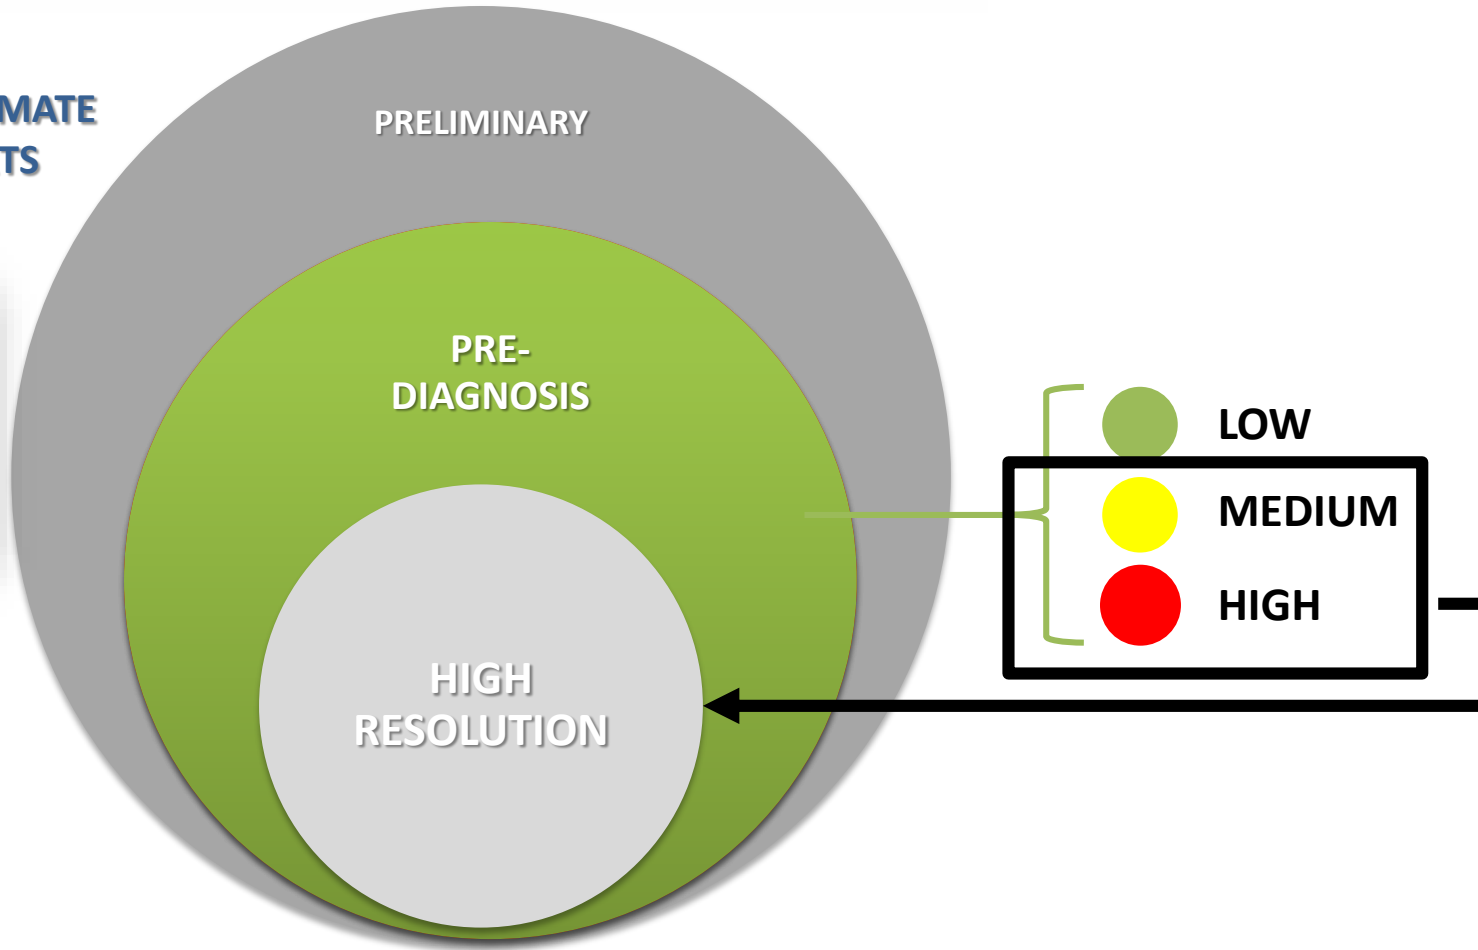 MATE
TS
PRELIMINARY
PRE-
DIAGNOSIS
HIGH
RESOLUTION
LOW
MEDIUM
HIGH